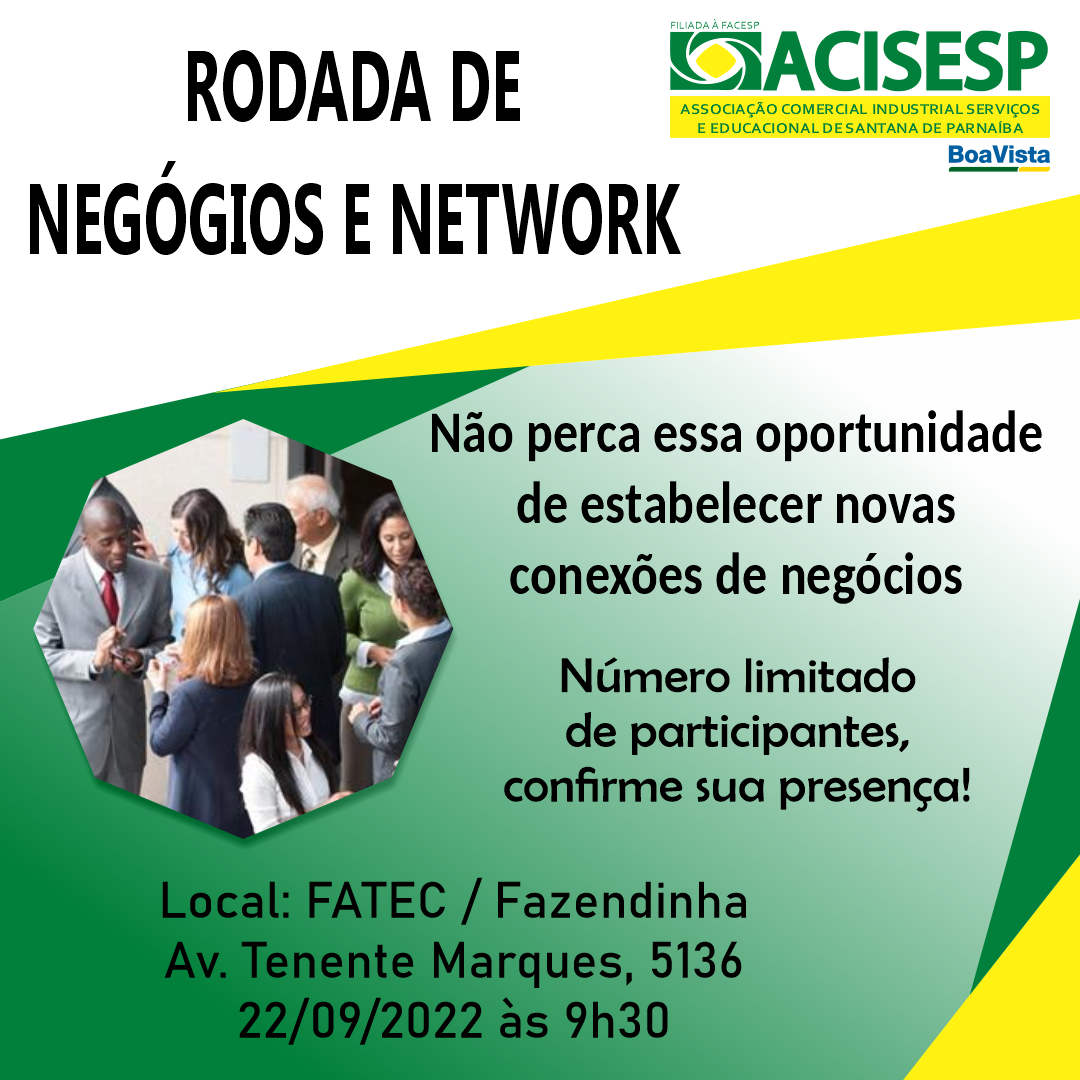 RODADA DE
NEGÓGIOS E NETWORK
FILIADA À FACESP
ACISESP
ASSOCIAÇÃO COMERCIAL INDUSTRIAL SERVIÇOS
E EDUCACIONAL DE SANTANA DE PARNAÍBA
BoaVista
Não perca essa oportunidade
de estabelecer novas
conexões de negócios
Número limitado
de participantes,
confirme sua presença!
Local: FATEC / Fazendinha
Av. Tenente Marques, 5136
22/09/2022 às 9h30